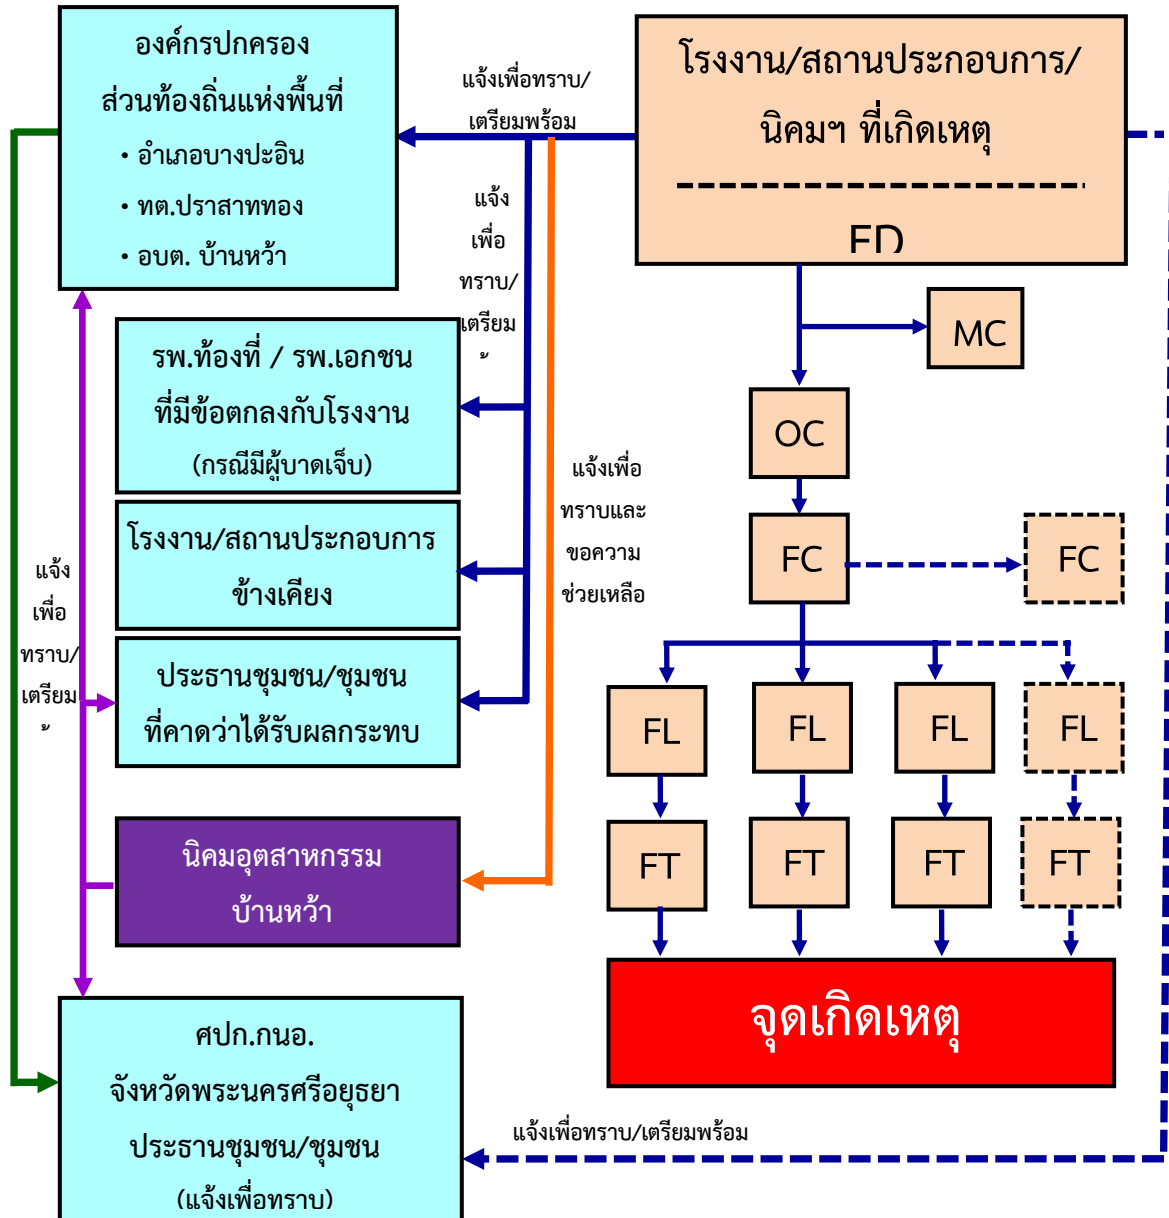 องค์กรปกครอง
ส่วนท้องถิ่นแห่งพื้นที่
• อำเภอบางปะอิน
• ทต.ปราสาททอง
• อบต. บ้านหว้า
แจ้งเพื่อทราบ/
เตรียมพร้อม
โรงงาน/สถานประกอบการ/
นิคมฯ ที่เกิดเหตุ
ED
แจ้ง
เพื่อ
ทราบ/
เตรียม
MC
OC
FC
FC
รพ.ท้องที่ / รพ.เอกชน
ที่มีข้อตกลงกับโรงงาน
(กรณีมีผู้บาดเจ็บ)
แจ้งเพื่อ
ทราบและ
ขอความ
ช่วยเหลือ
โรงงาน/สถานประกอบการ
ข้างเคียง
แจ้ง
เพื่อ
ทราบ/
เตรียม
ประธานชุมชน/ชุมชน
ที่คาดว่าได้รับผลกระทบ
FL
FL
FL
FL
FT
FT
FT
FT
นิคมอุตสาหกรรม
บ้านหว้า
จุดเกิดเหตุ
ศปก.กนอ.
จังหวัดพระนครศรีอยุธยา
ประธานชุมชน/ชุมชน
(แจ้งเพื่อทราบ)
แจ้งเพื่อทราบ/เตรียมพร้อม